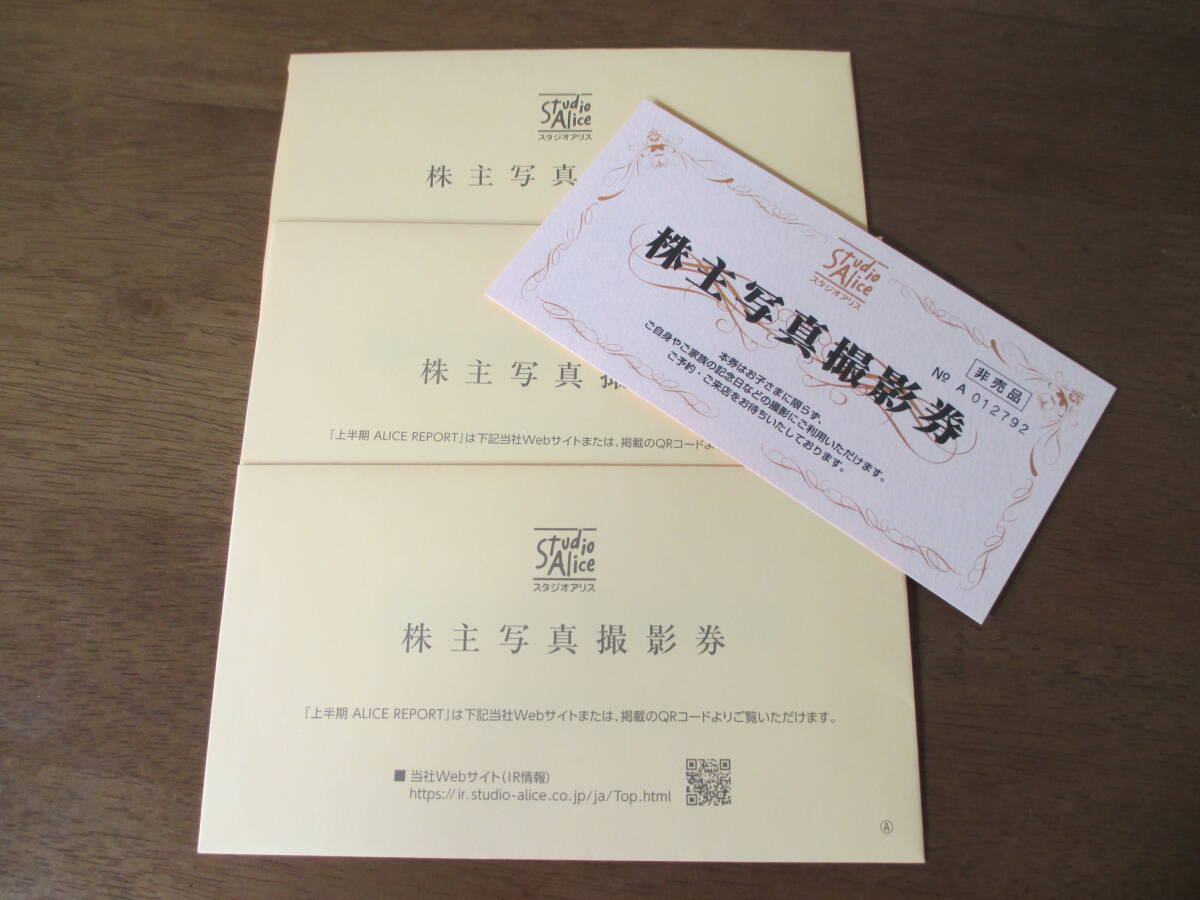 Studio
Alice
スタジオアリス
株主写真
株主写真
『上半期 ALICE REPORT』は下記当社Webサイトまたは、掲載のQRコードよ
Studio
Alice
スタジオアリス
株主写真撮影券
『上半期 ALICE REPORT』は下記当社Webサイトまたは、掲載のQRコードよりご覧いただけます。
■ 当社Webサイト(IR情報)
https://ir.studio-alice.co.jp/ja/Top.html
Ⓐ
Studio
Alice
スタジオアリス
株主写真撮影券
非売品
№ A 012792
本券はお子さまに限らず、
ご自身やご家族の記念日などの撮影にご利用いただけます。
ご予約・ご来店をお待ちいたしております。